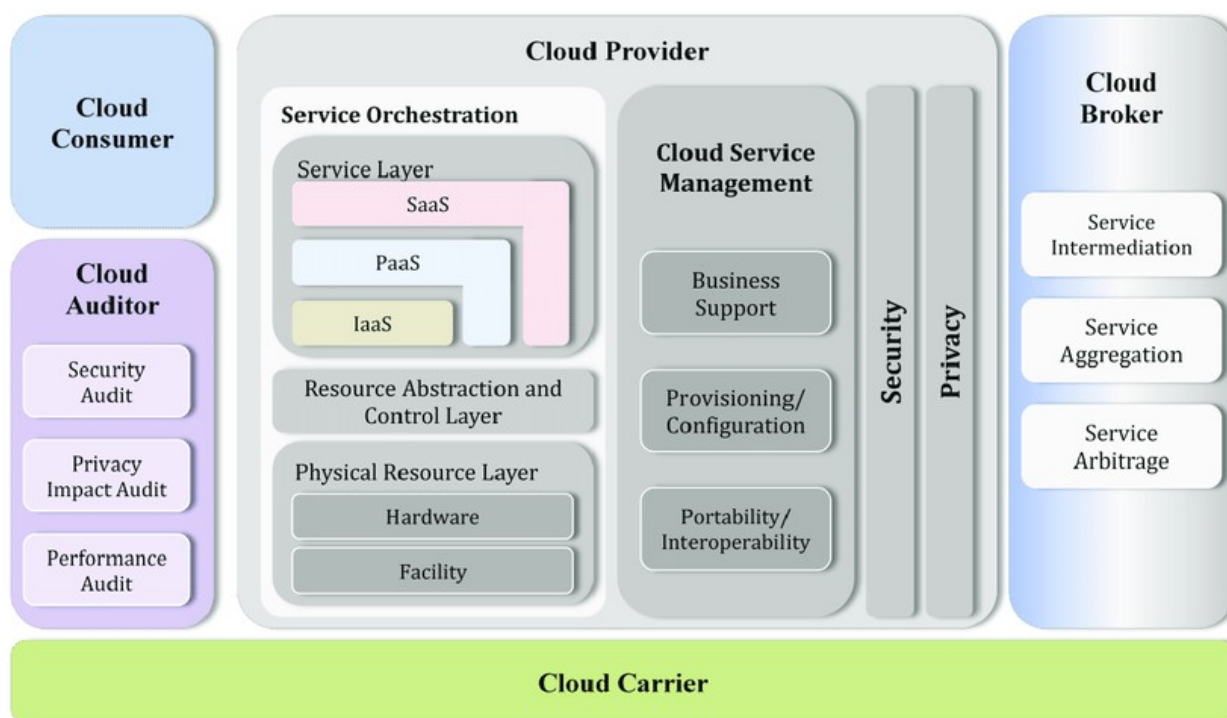 Cloud
Consumer
Cloud
Auditor
Security
Audit
Privacy
Impact Audit
Performance
Audit
Cloud Provider
Service Orchestration
Service Layer
SaaS
PaaS
IaaS
Resource Abstraction and
Control Layer
Physical Resource Layer
Hardware
Facility
Cloud Service
Management
Business
Support
Provisioning/
Configuration
Portability/
Interoperability
Security
Privacy
Cloud
Broker
Service
Intermediation
Service
Aggregation
Service
Arbitrage
Cloud Carrier